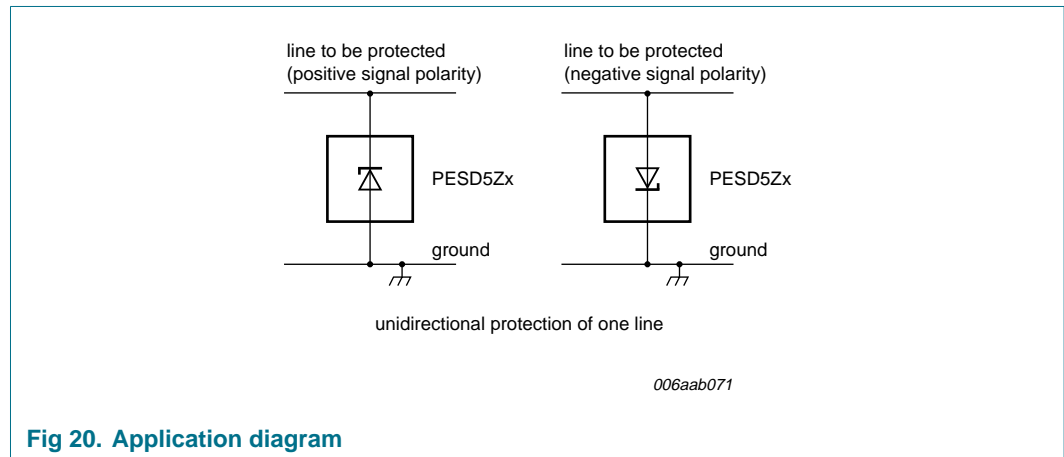 line to be protected
(positive signal polarity)
line to be protected
(negative signal polarity)
PESD5Zx
PESD5Zx
ground
ground
unidirectional protection of one line
006aab071
Fig 20. Application diagram